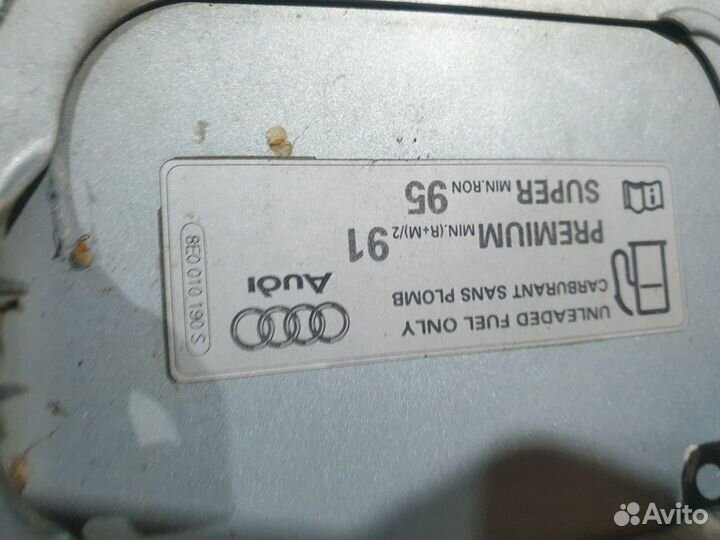 UNLEADED FUEL ONLY
CARBURANT SANS PLOMB
PREMIUM MIN.(R+M)/2 91
SUPER MIN.RON 95
Audi
8E0 010 190 S
Avito